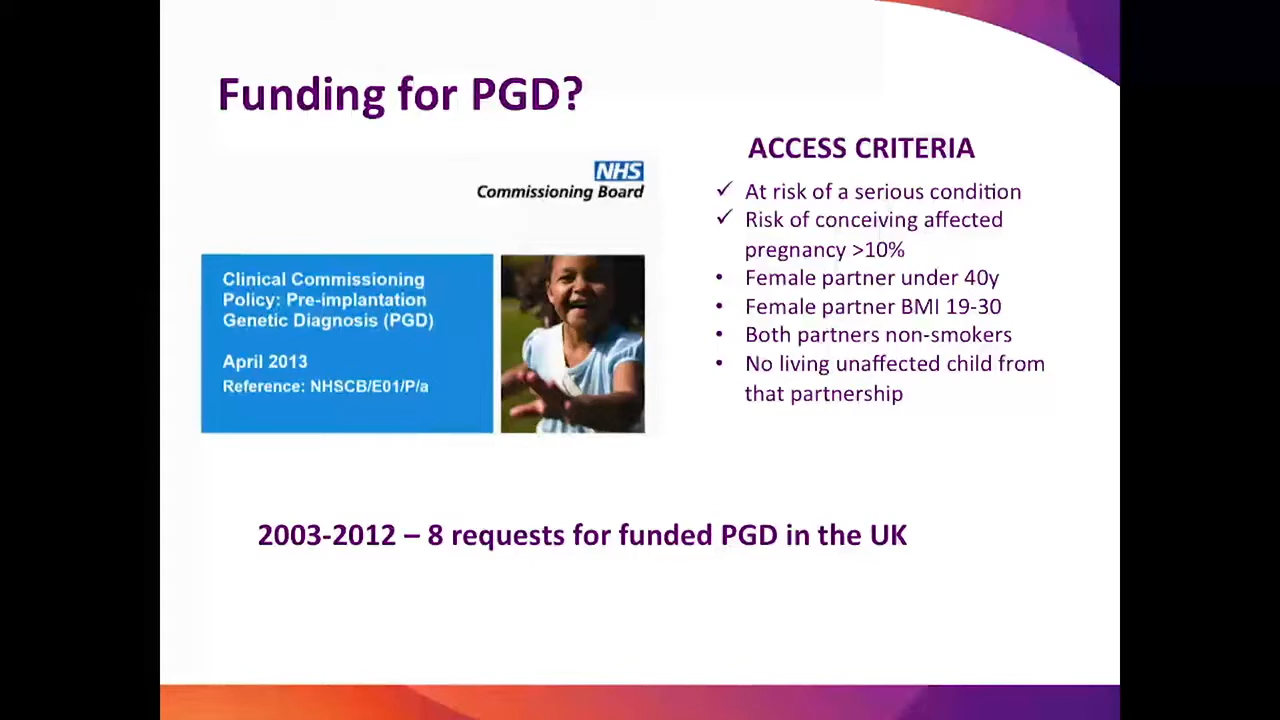 Funding for PGD?
NHS
Commissioning Board
Clinical Commissioning
Policy: Pre-implantation
Genetic Diagnosis (PGD)
April 2013
Reference: NHSCB/E01/P/a
ACCESS CRITERIA
✓ At risk of a serious condition
✓ Risk of conceiving affected
pregnancy >10%
• Female partner under 40y
• Female partner BMI 19-30
• Both partners non-smokers
• No living unaffected child from
that partnership
2003-2012 – 8 requests for funded PGD in the UK